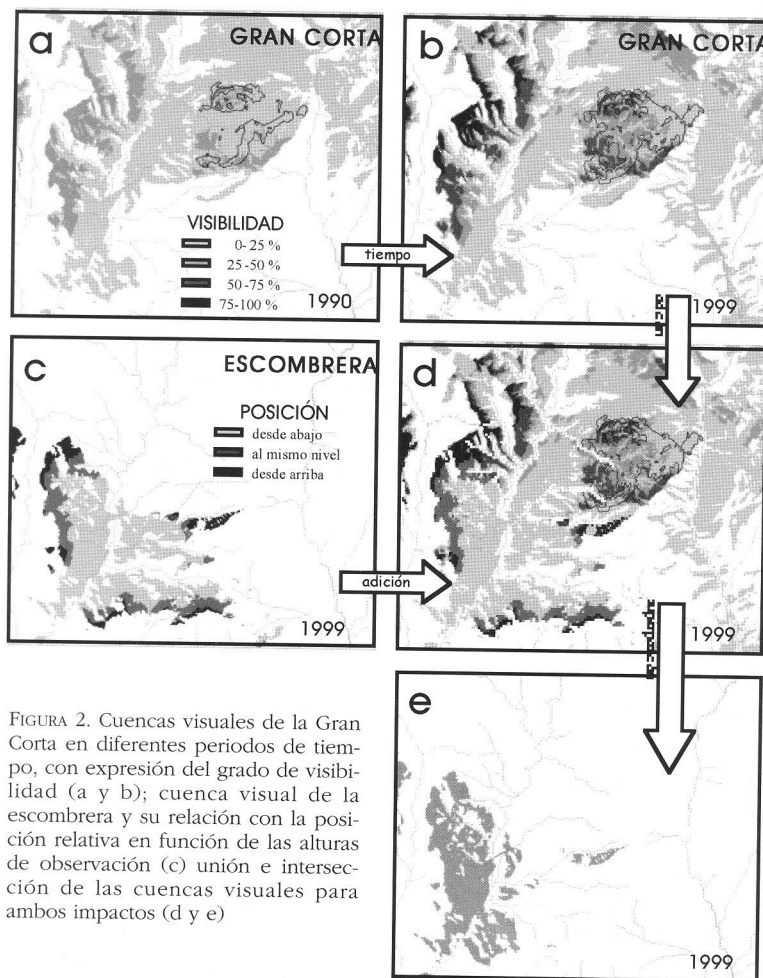 a
GRAN CORTA
VISIBILIDAD
0-25 %
25-50 %
50-75 %
75-100 %
1990
tiempo
b
GRAN CORTA
1999
c
ESCOMBRERA
POSICIÓN
desde abajo
al mismo nivel
desde arriba
1999
adición
d
1999
e
1999
FIGURA 2. Cuencas visuales de la Gran
Corta en diferentes periodos de tiem-
po, con expresión del grado de visibi-
lidad (a y b); cuenca visual de la
escombrera y su relación con la posi-
ción relativa en función de las alturas
de observación (c) unión e intersec-
ción de las cuencas visuales para
ambos impactos (d y e)